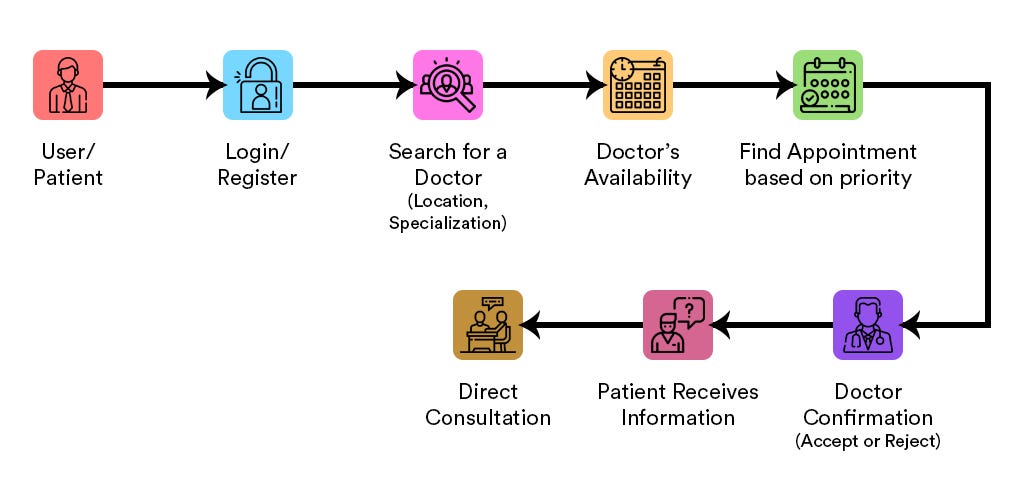 User/
Patient
Login/
Register
Search for a
Doctor
(Location,
Specialization)
Doctor's
Availability
Find Appointment
based on priority
Direct
Consultation
Patient Receives
Information
Doctor
Confirmation
(Accept or Reject)